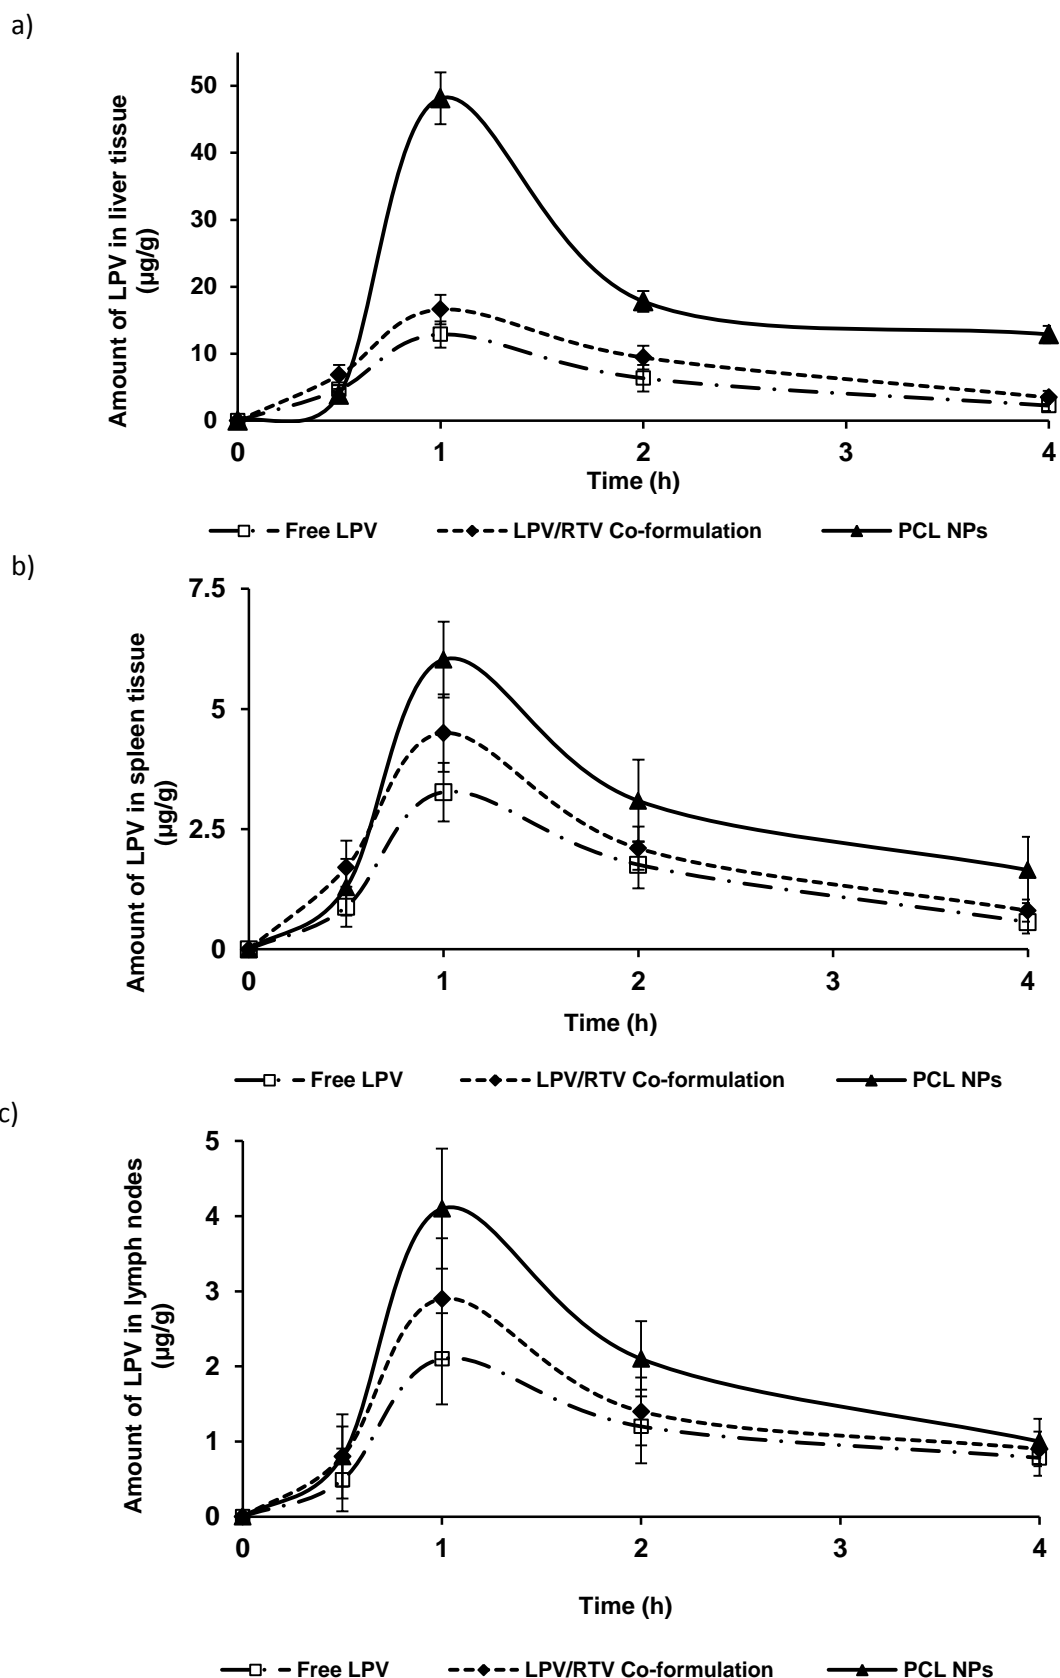 a)
Amount of LPV in liver tissue
(µg/g)
50
40
30
20
10
0
0 1 2 3 4
Time (h)
Free LPV LPV/RTV Co-formulation PCL NPs
b)
Amount of LPV in spleen tissue
(µg/g)
7.5
5
2.5
0
0 1 2 3 4
Time (h)
Free LPV LPV/RTV Co-formulation PCL NPs
c)
Amount of LPV in lymph nodes
(µg/g)
5
4
3
2
1
0
0 1 2 3 4
Time (h)
Free LPV LPV/RTV Co-formulation PCL NPs